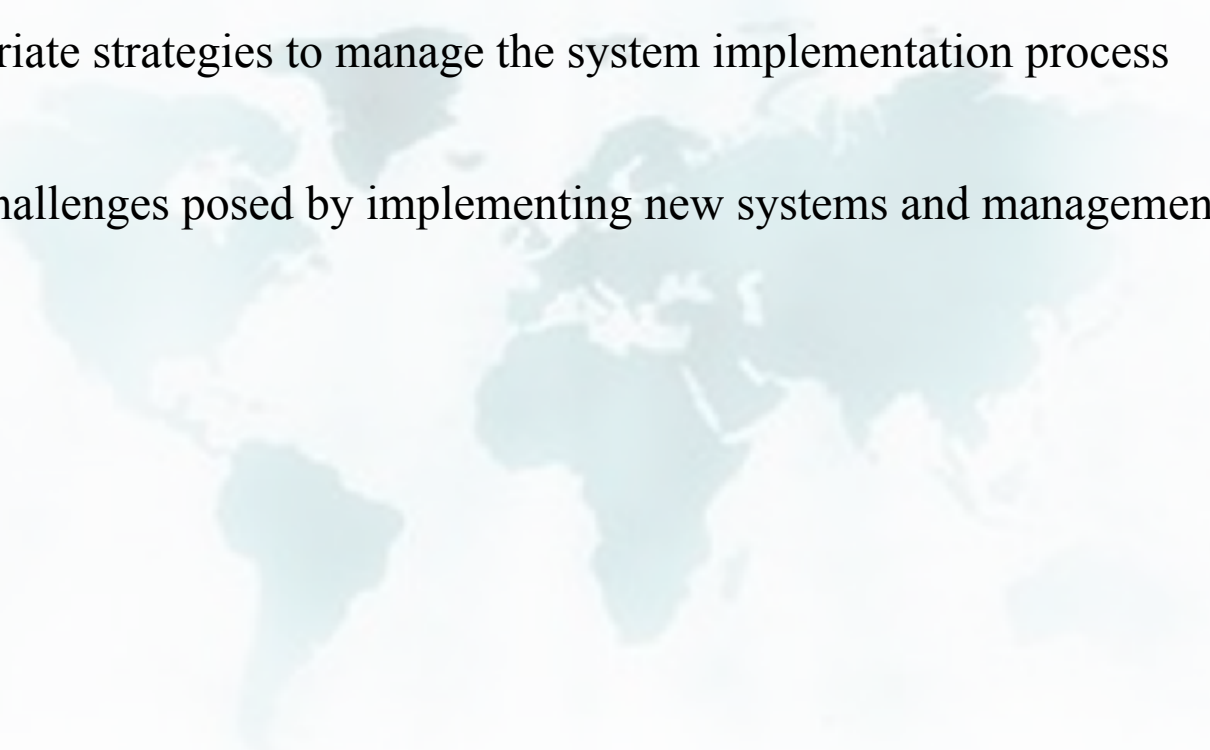 riate strategies to manage the system implementation process
hallenges posed by implementing new systems and managemen